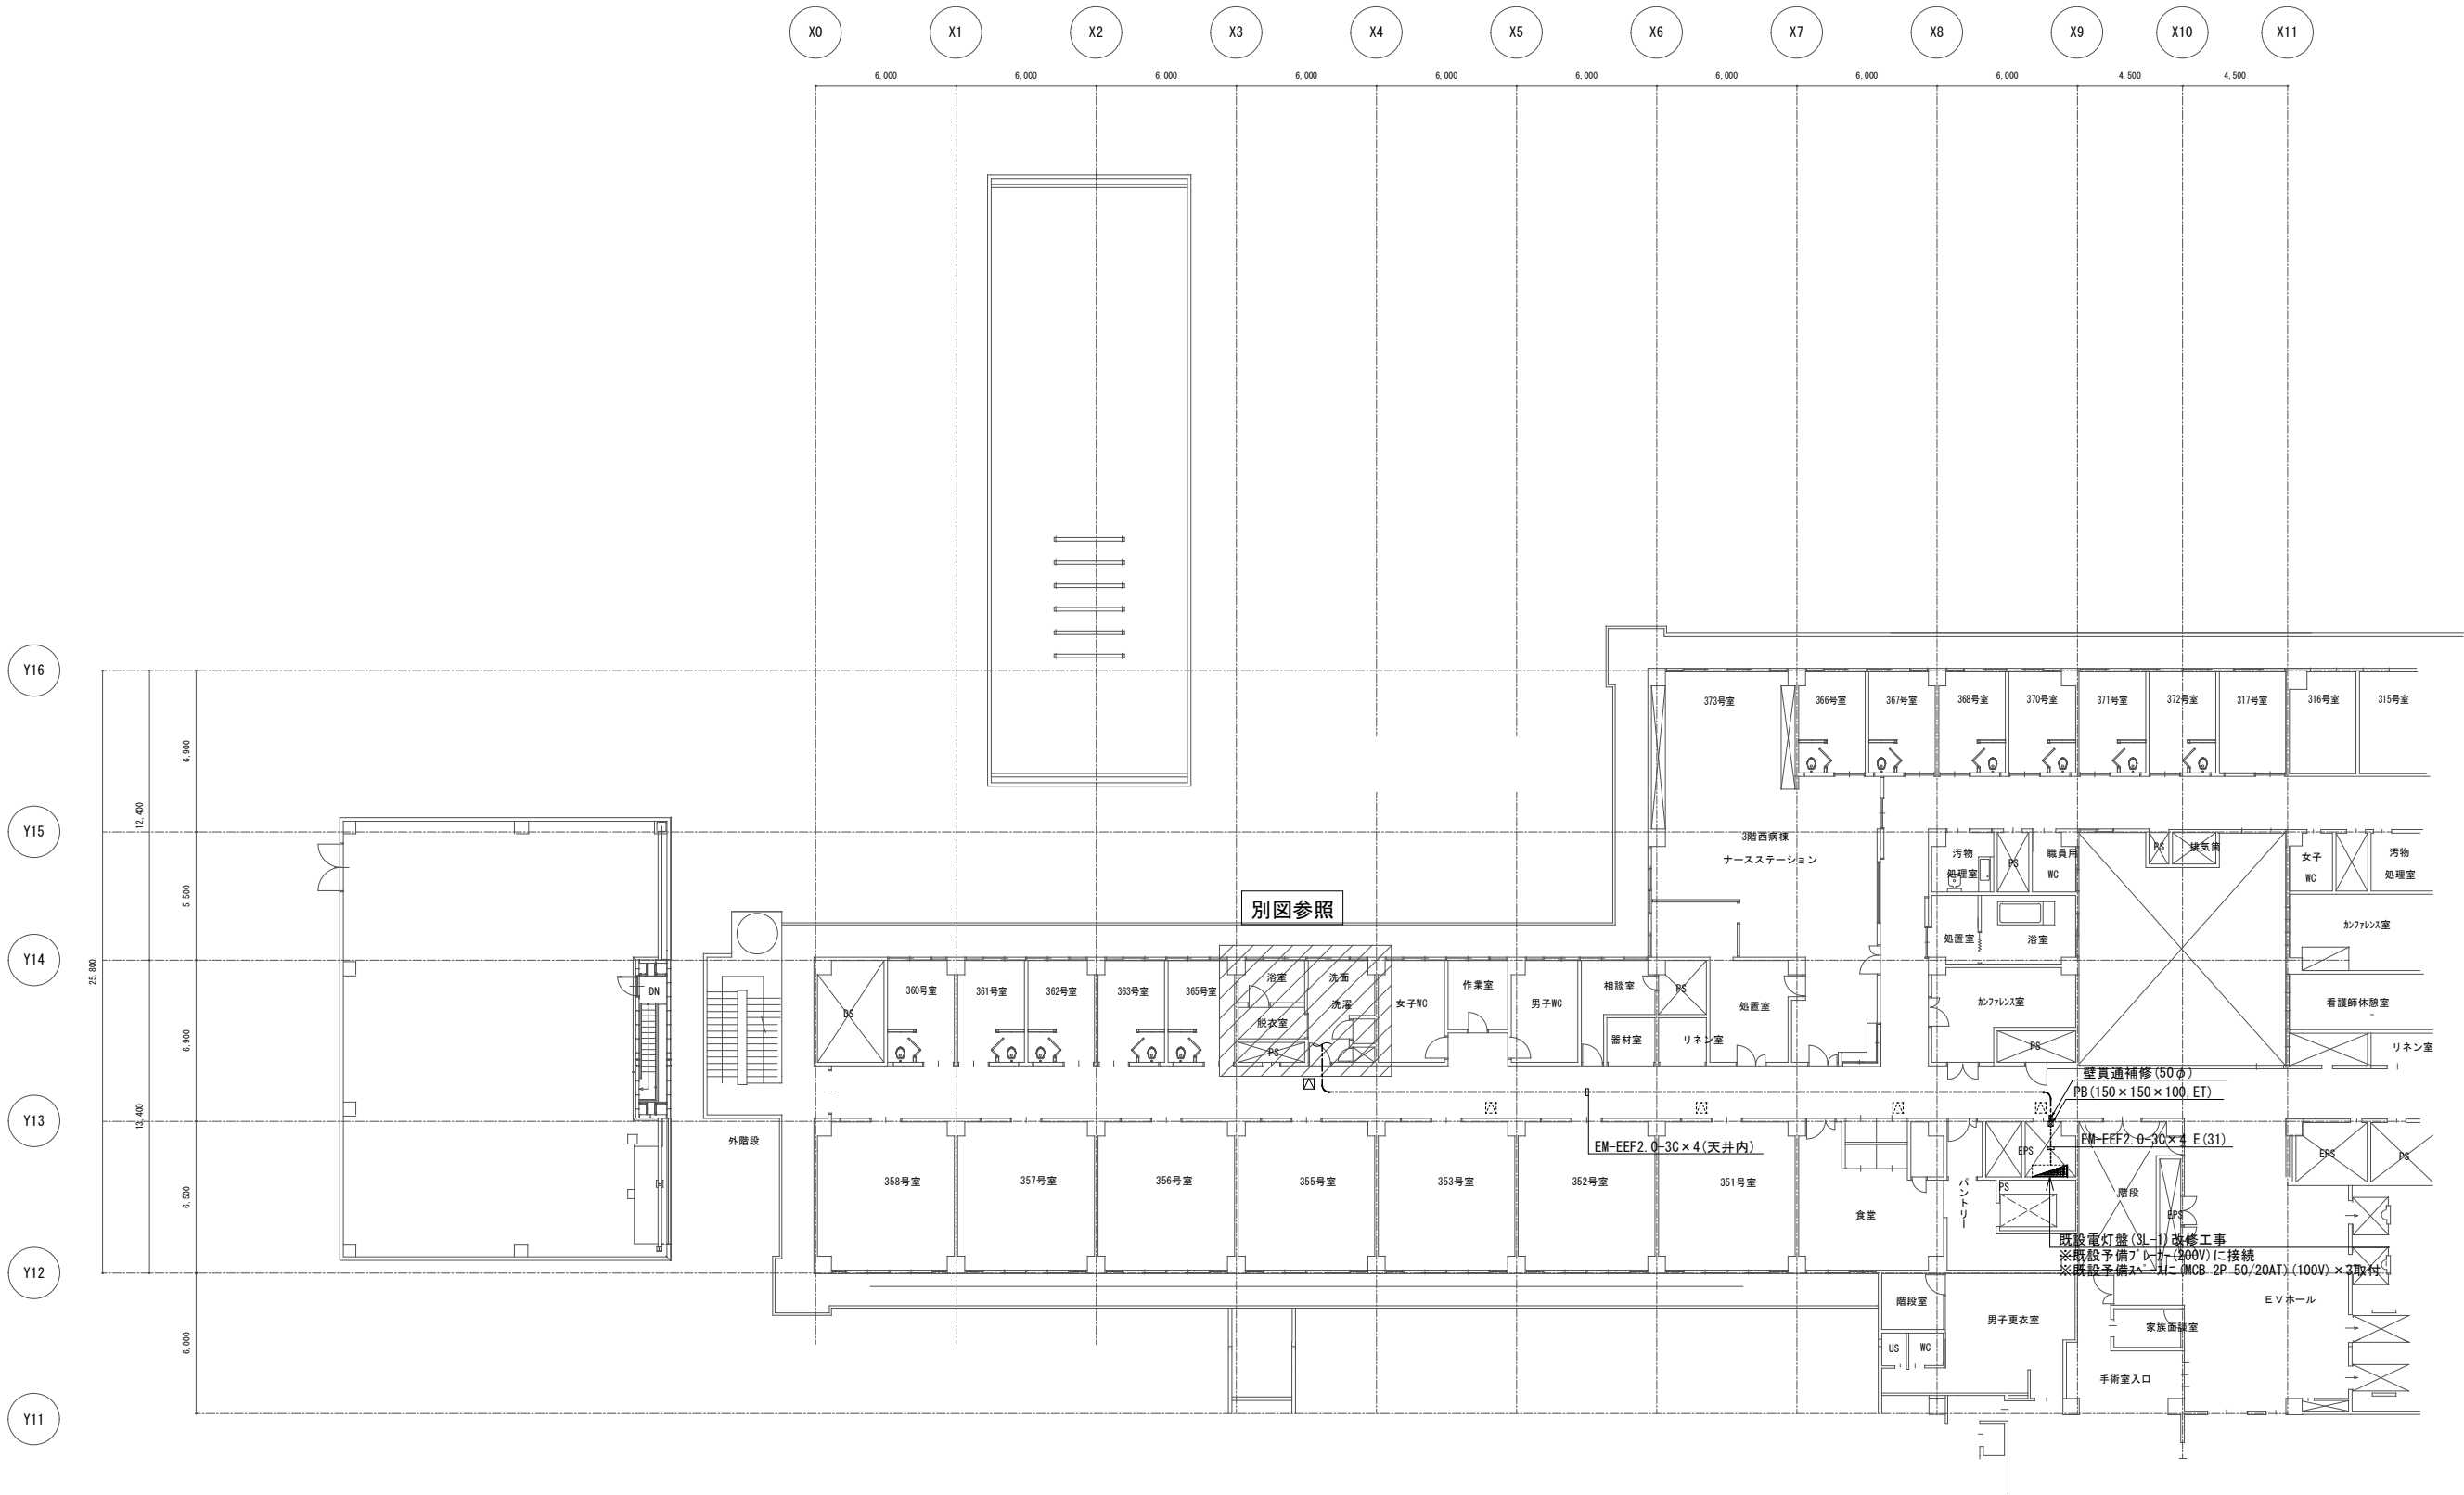 X0
X1
X2
X3
X4
X5
X6
X7
X8
X9
X10
X11
6,000
6,000
6,000
6,000
6,000
6,000
6,000
6,000
6,000
4,500
4,500
Y16
Y15
Y14
Y13
Y12
Y11
25,800
12,400
13,400
6,900
5,500
6,900
6,500
6,000
373号室
366号室
367号室
368号室
370号室
371号室
372号室
317号室
316号室
315号室
3階西病棟
ナースステーション
汚物
処理室
PS
職員用
WC
PS
排気筒
女子
WC
汚物
処理室
別図参照
処置室
浴室
カンファレンス室
DN
DS
360号室
361号室
362号室
363号室
365号室
浴室
脱衣室
PS
洗面
洗濯
女子WC
作業室
男子WC
相談室
器材室
PS
リネン室
処置室
カンファレンス室
PS
看護師休憩室
リネン室
壁貫通補修(50φ)
PB(150×150×100,ET)
EM-EEF2.0-3C×4 E(31)
EM-EEF2.0-3C×4(天井内)
外階段
358号室
357号室
356号室
355号室
353号室
352号室
351号室
食堂
パントリー
EPS
PS
階段
EPS
EPS
PS
既設電灯盤(3L-1)改修工事
※既設予備ブレーカー(200V)に接続
※既設予備スペースに(MCB 2P 50/20AT)(100V)×3取付
階段室
US
WC
男子更衣室
家族面談室
手術室入口
EVホール